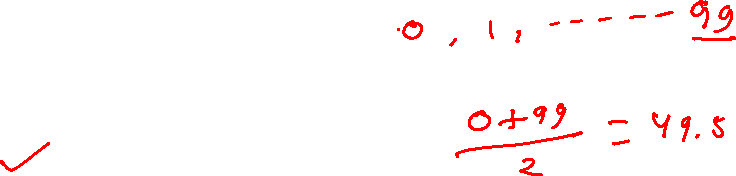 0, 1, ------- 99
0+99
2
= 49.5